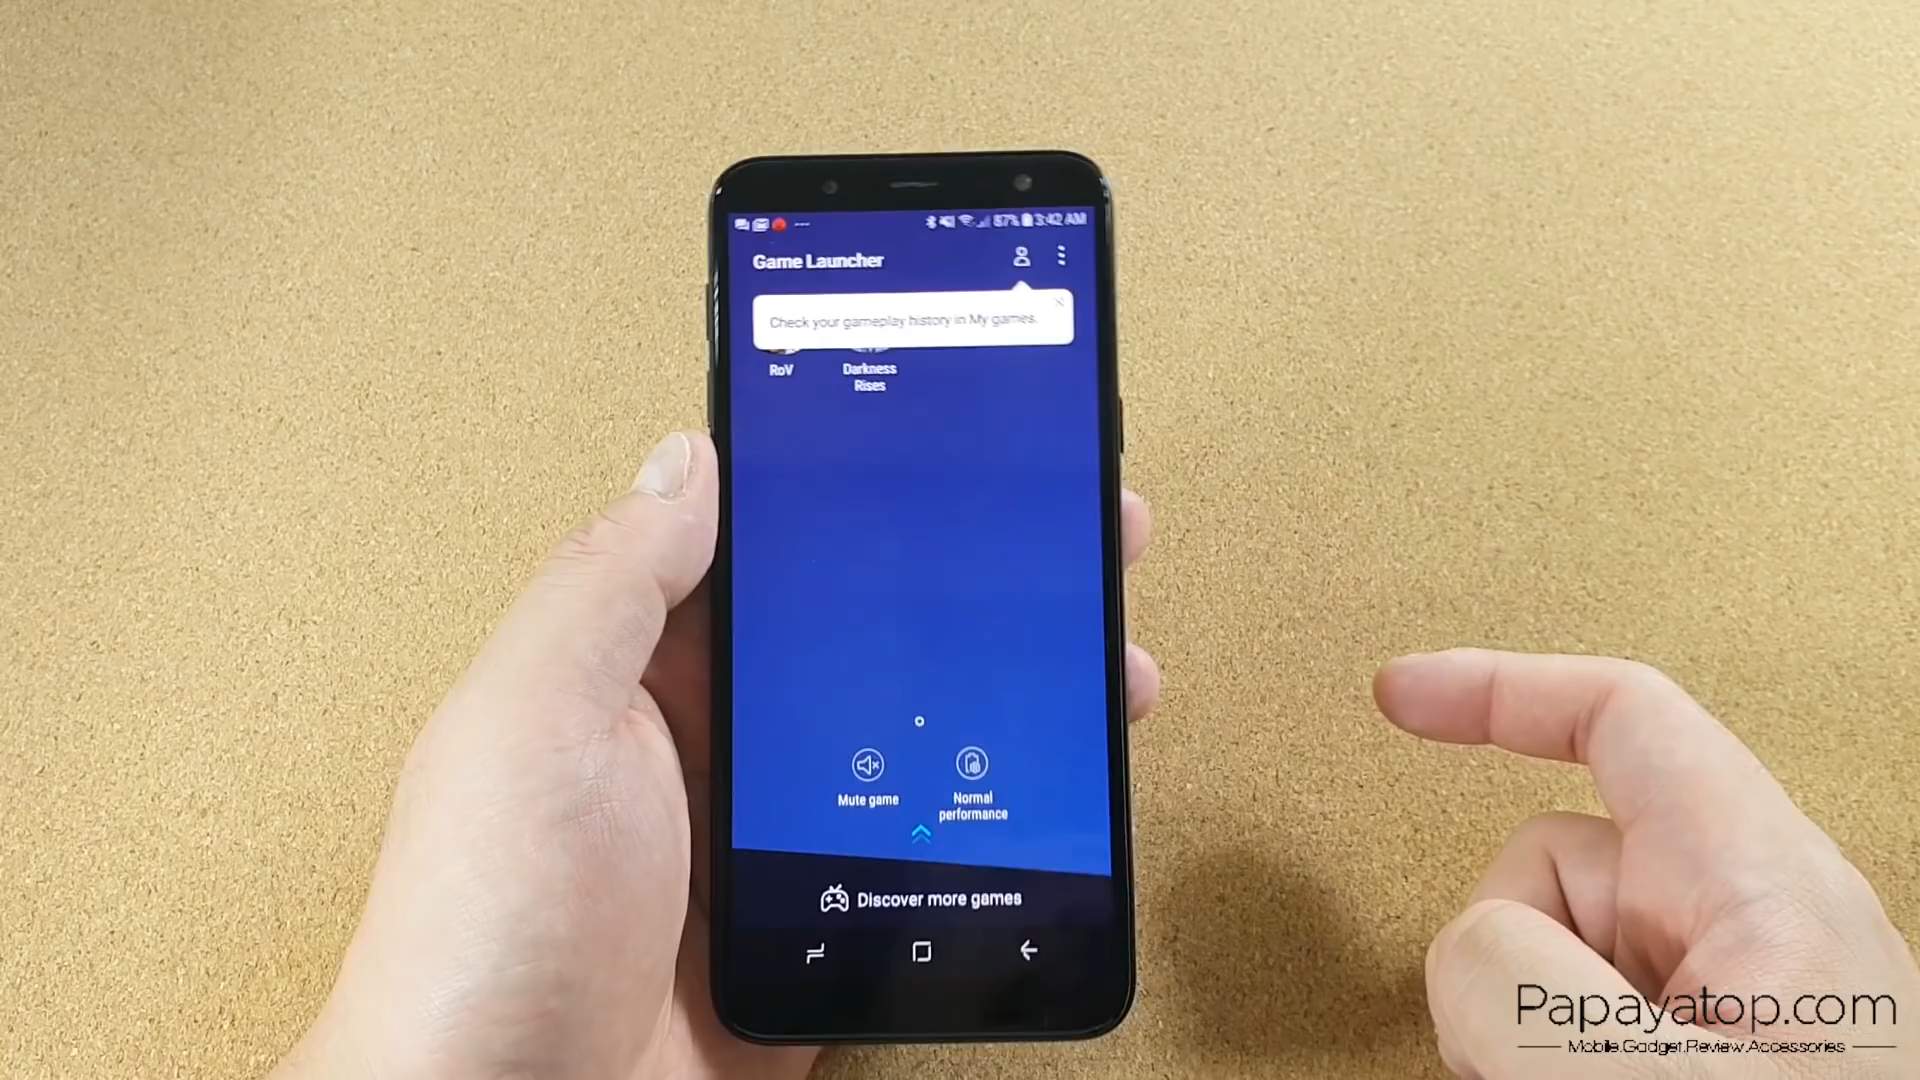 87% 3:42 AM
Game Launcher
Check your gameplay history in My games.
RoV
Darkness
Rises
Mute game
Normal
performance
Discover more games
Papayatop.com
Mobile.Gadget.Review.Accessories